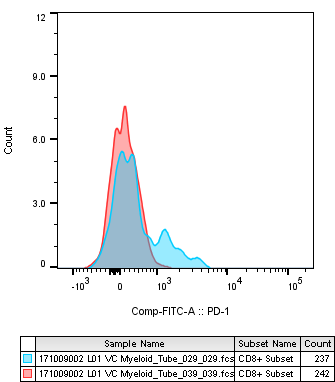 12
9.0
6.0
3.0
0
Count
-10³ 0 10³ 10⁴ 10⁵
Comp-FITC-A :: PD-1
Sample Name Subset Name Count
171009002 L01 VC Myeloid_Tube_029_029.fcs CD8+ Subset 237
171009002 L01 VC Myeloid_Tube_039_039.fcs CD8+ Subset 242